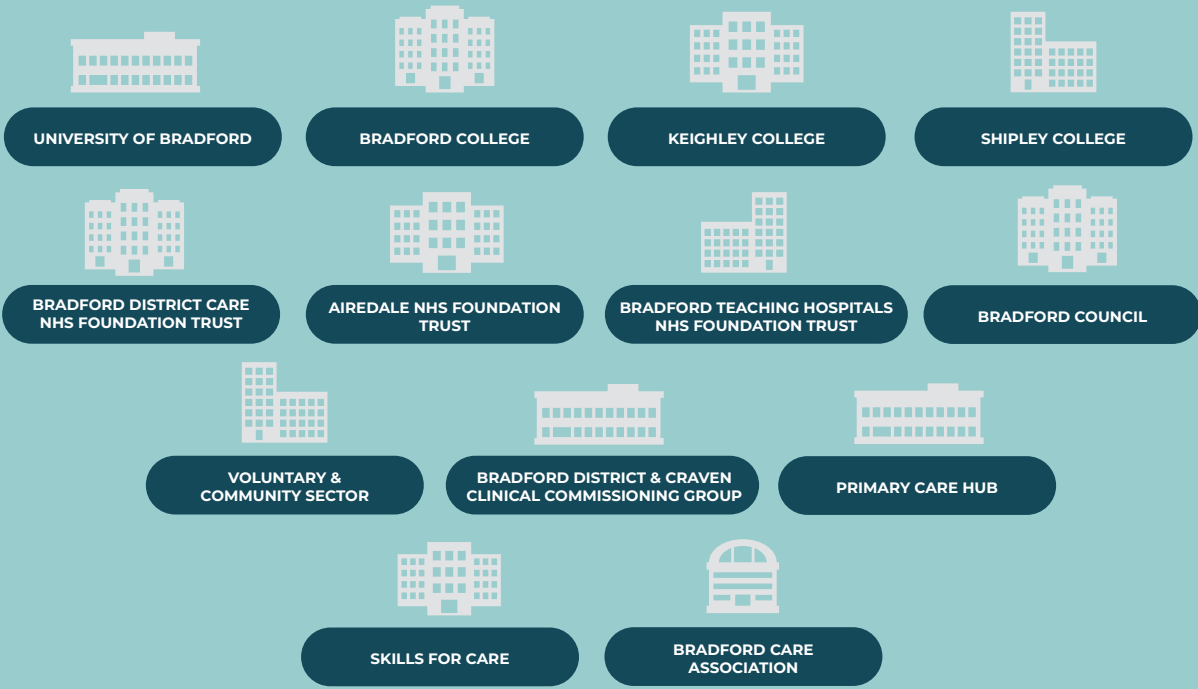 UNIVERSITY OF BRADFORD
BRADFORD COLLEGE
KEIGHLEY COLLEGE
SHIPLEY COLLEGE
BRADFORD DISTRICT CARE
NHS FOUNDATION TRUST
AIREDALE NHS FOUNDATION
TRUST
BRADFORD TEACHING HOSPITALS
NHS FOUNDATION TRUST
BRADFORD COUNCIL
VOLUNTARY &
COMMUNITY SECTOR
BRADFORD DISTRICT & CRAVEN
CLINICAL COMMISSIONING GROUP
PRIMARY CARE HUB
SKILLS FOR CARE
BRADFORD CARE
ASSOCIATION